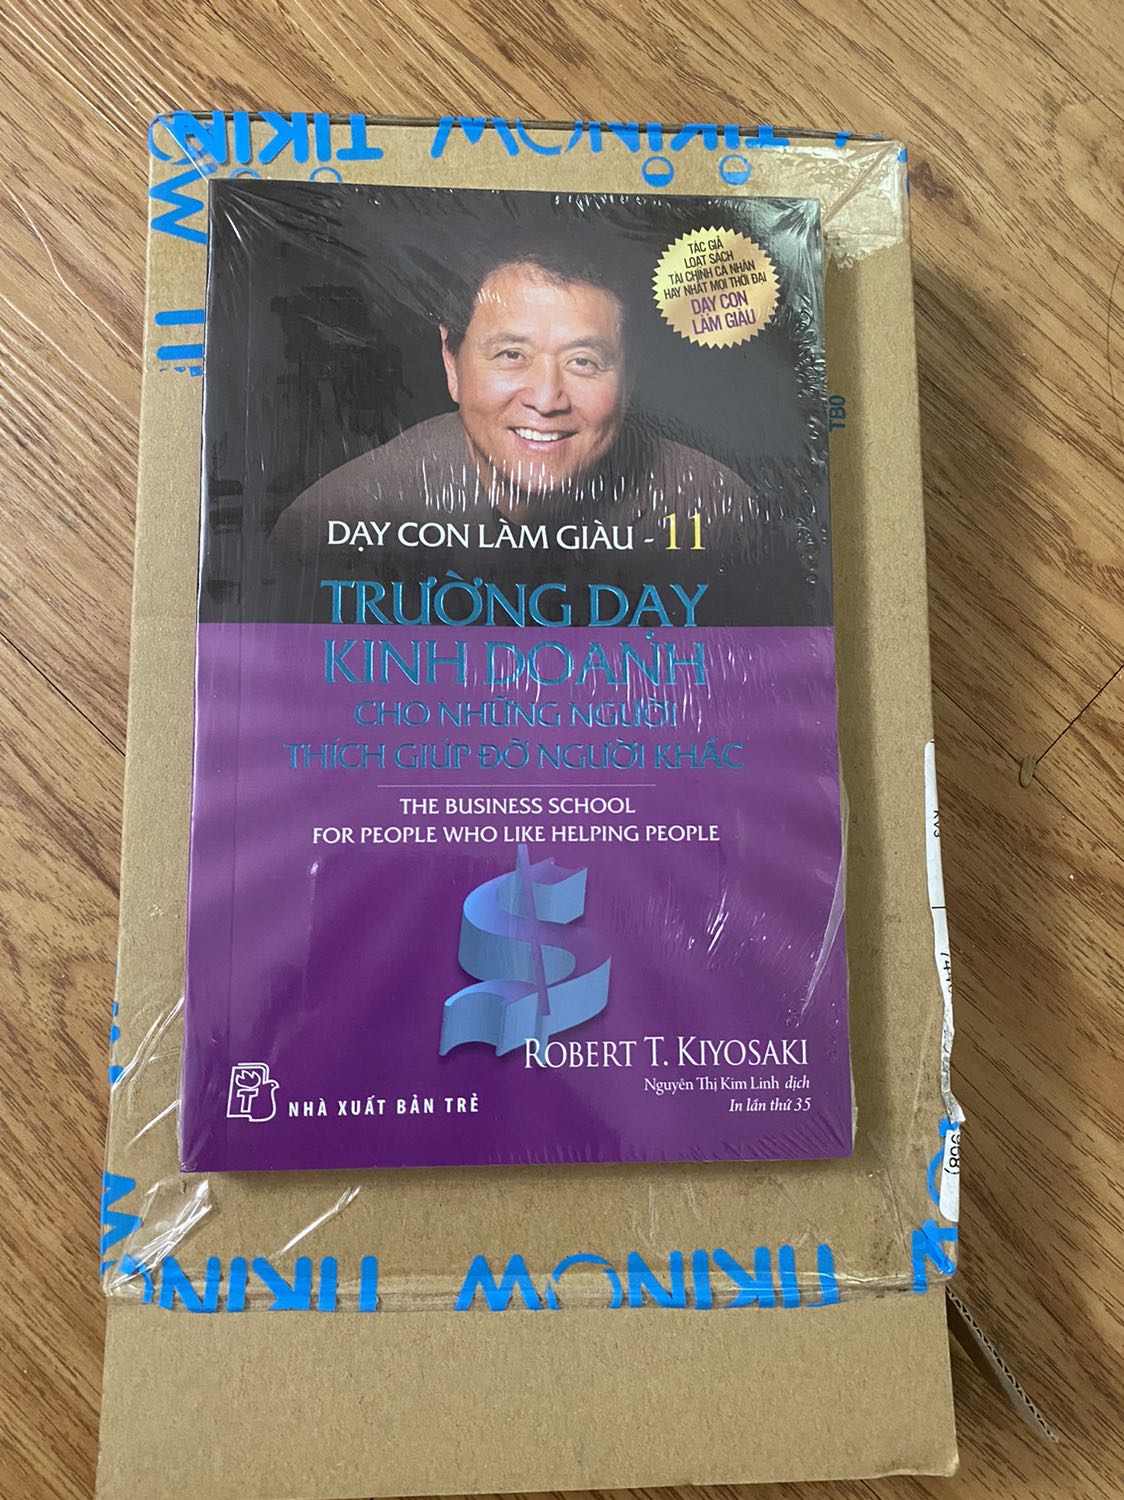 TIKINOW TIKINOW
TÁC GIẢ
LOẠT SÁCH
TÀI CHÍNH CÁ NHÂN
HAY NHẤT MỌI THỜI ĐẠI
DẠY CON
LÀM GIÀU
TB0
DẠY CON LÀM GIÀU - 11
TRƯỜNG DẠY
KINH DOANH
CHO NHỮNG NGƯỜI
THÍCH GIÚP ĐỠ NGƯỜI KHÁC
THE BUSINESS SCHOOL
FOR PEOPLE WHO LIKE HELPING PEOPLE
ROBERT T. KIYOSAKI
Nguyễn Thị Kim Linh dịch
In lần thứ 35
NHÀ XUẤT BẢN TRẺ
TIKINOW TIKINOW